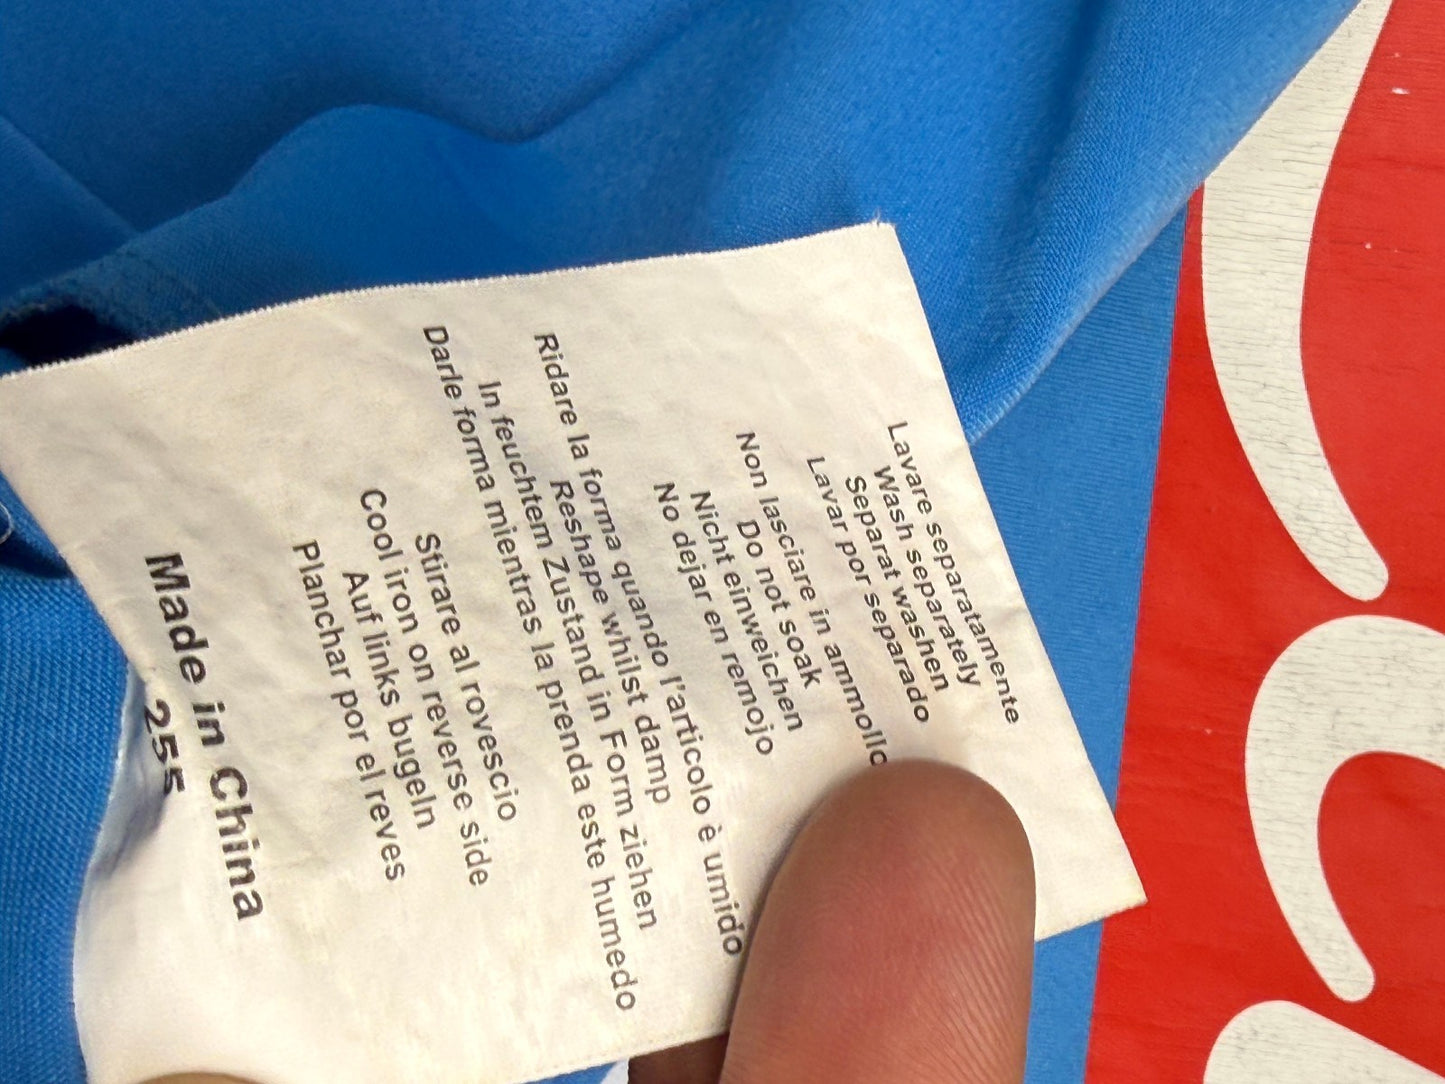 Lavare separatamente
Wash separately
Separat washen
Lavar por separado
Non lasciare in ammollo
Do not soak
Nicht einweichen
No dejar en remojo
Ridare la forma quando l'articolo è umido
Reshape whilst damp
In feuchtem Zustand in Form ziehen
Darle forma mientras la prenda este humedo
Stirare al rovescio
Cool iron on reverse side
Auf links bugeln
Planchar por el reves
Made in China
255